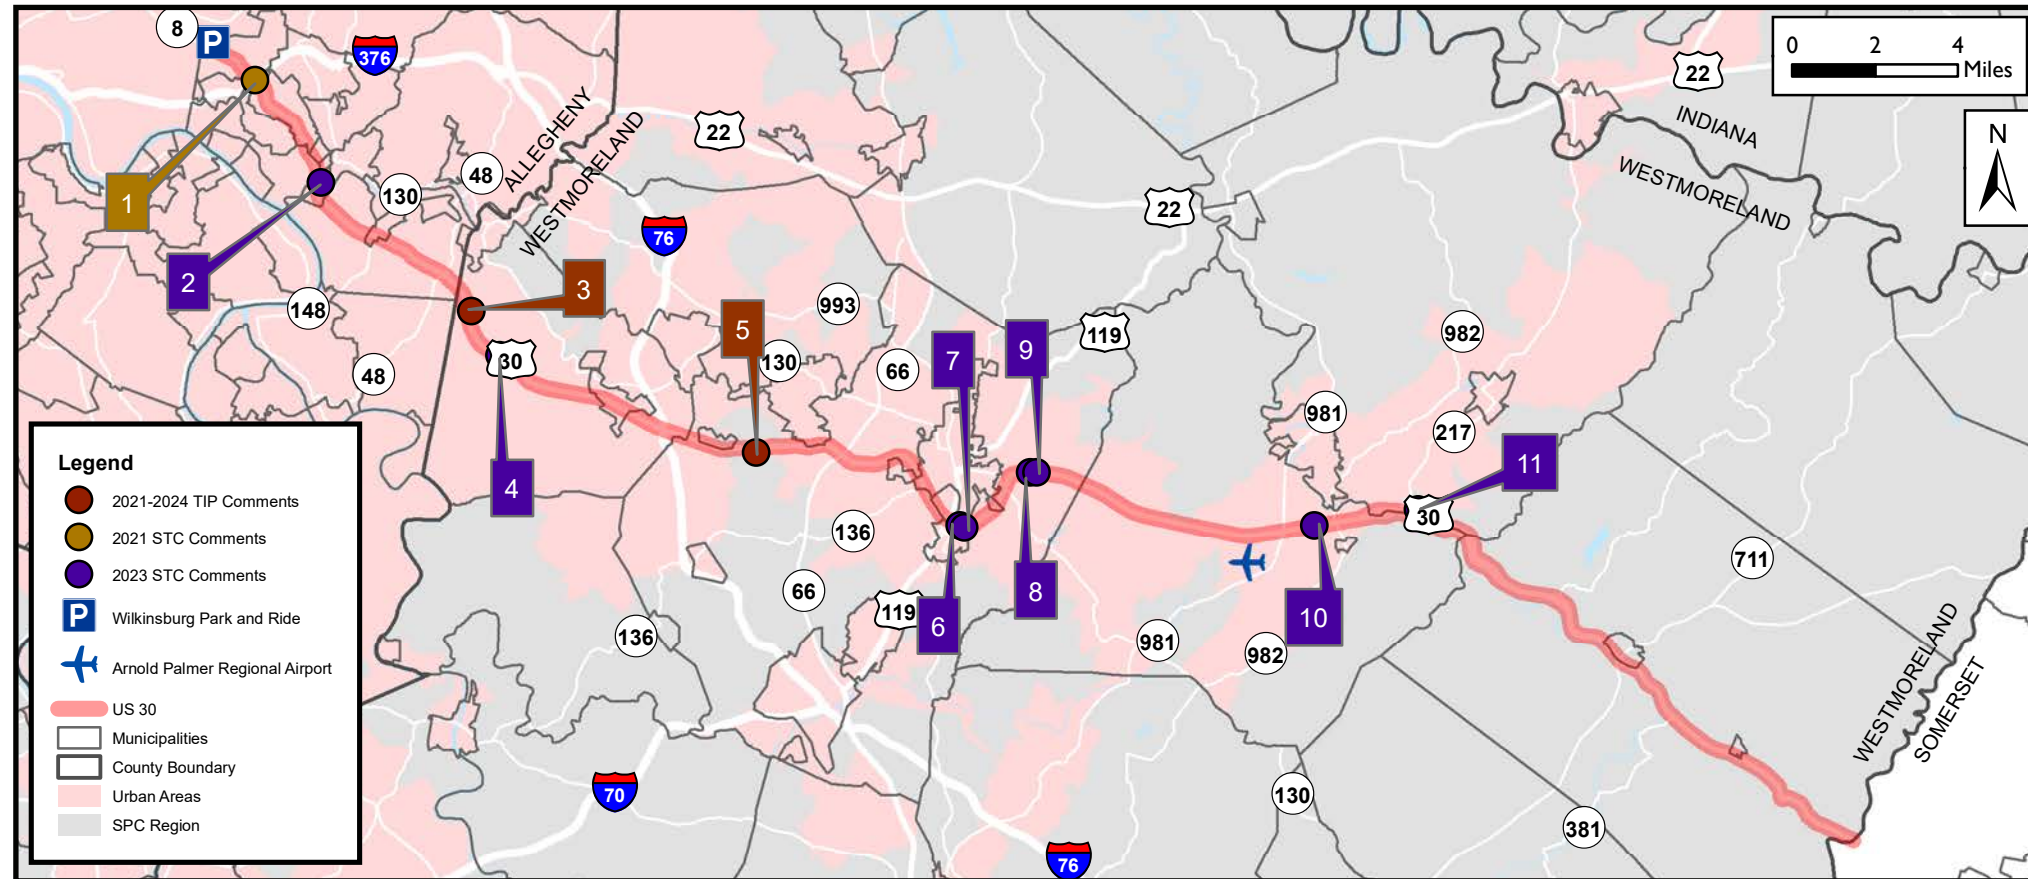 8
P
376
22
0 2 4
Miles
22
INDIANA
WESTMORELAND
N
ALLEGHENY
WESTMORELAND
48
130
1
2
148
76
22
3
48
30
993
5
130
66
7
9
119
982
981
217
11
4
30
10
136
66
119
6
8
136
981
982
711
WESTMORELAND
SOMERSET
70
76
130
381
Legend
2021-2024 TIP Comments
2021 STC Comments
2023 STC Comments
P Wilkinsburg Park and Ride
Arnold Palmer Regional Airport
US 30
Municipalities
County Boundary
Urban Areas
SPC Region